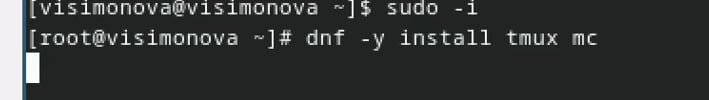 [visimonova@visimonova ~]$ sudo -i
[root@visimonova ~]# dnf -y install tmux mc